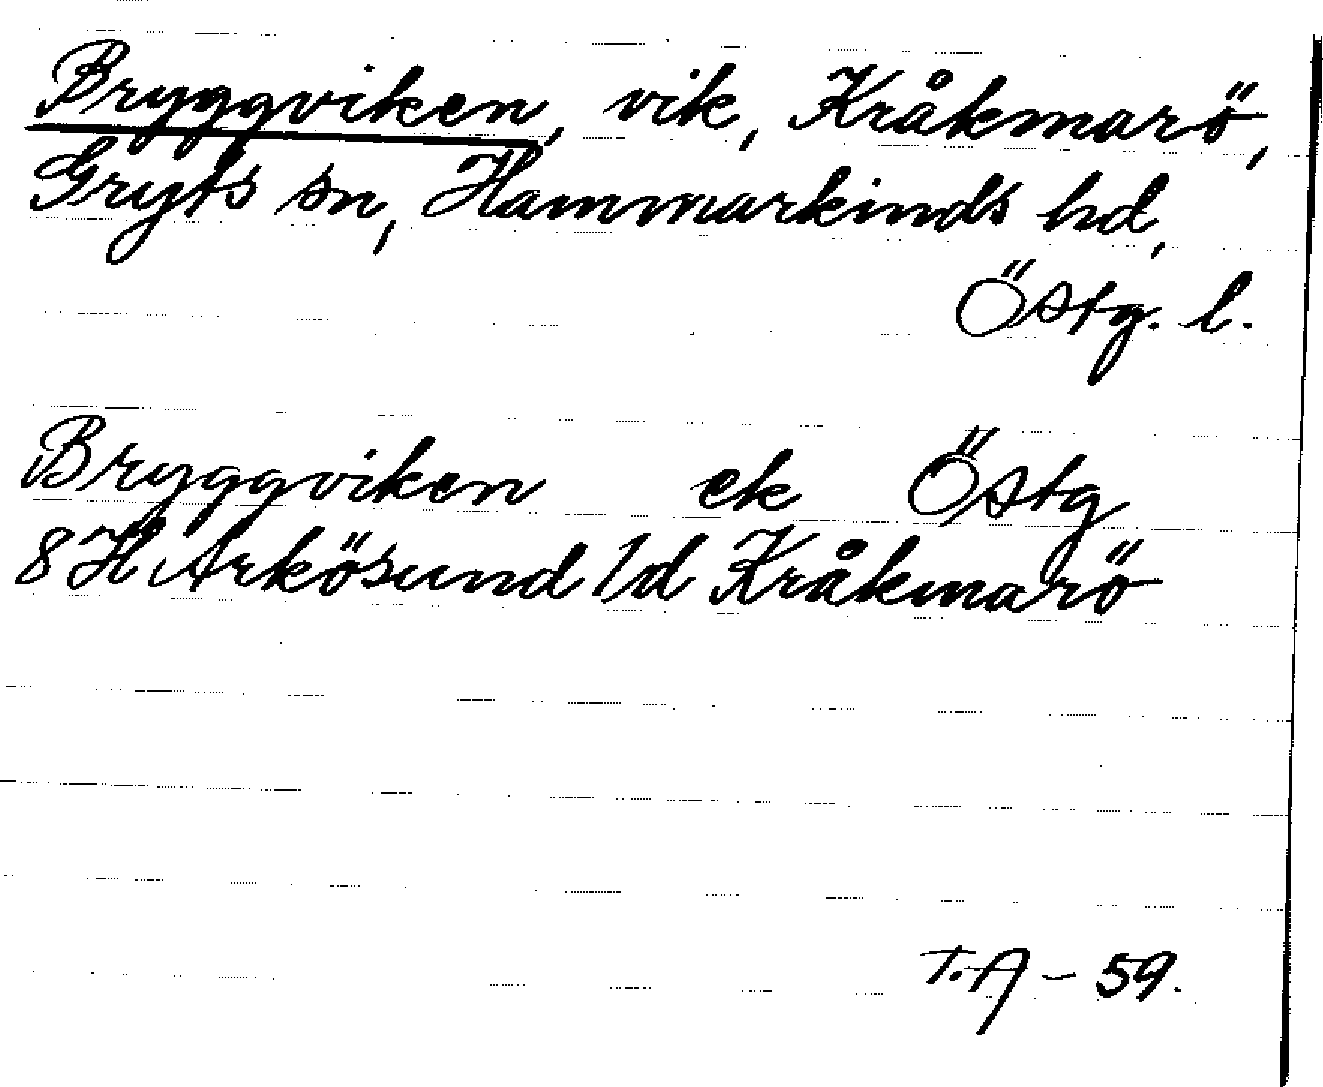 Bryggviken, vik, Kråkmarö,
Gryts sn, Hammarkinds hd,
Östg. l.
Bryggviken ek Östg
8 H Arkösund 1d Kråkmarö
T.A - 59.